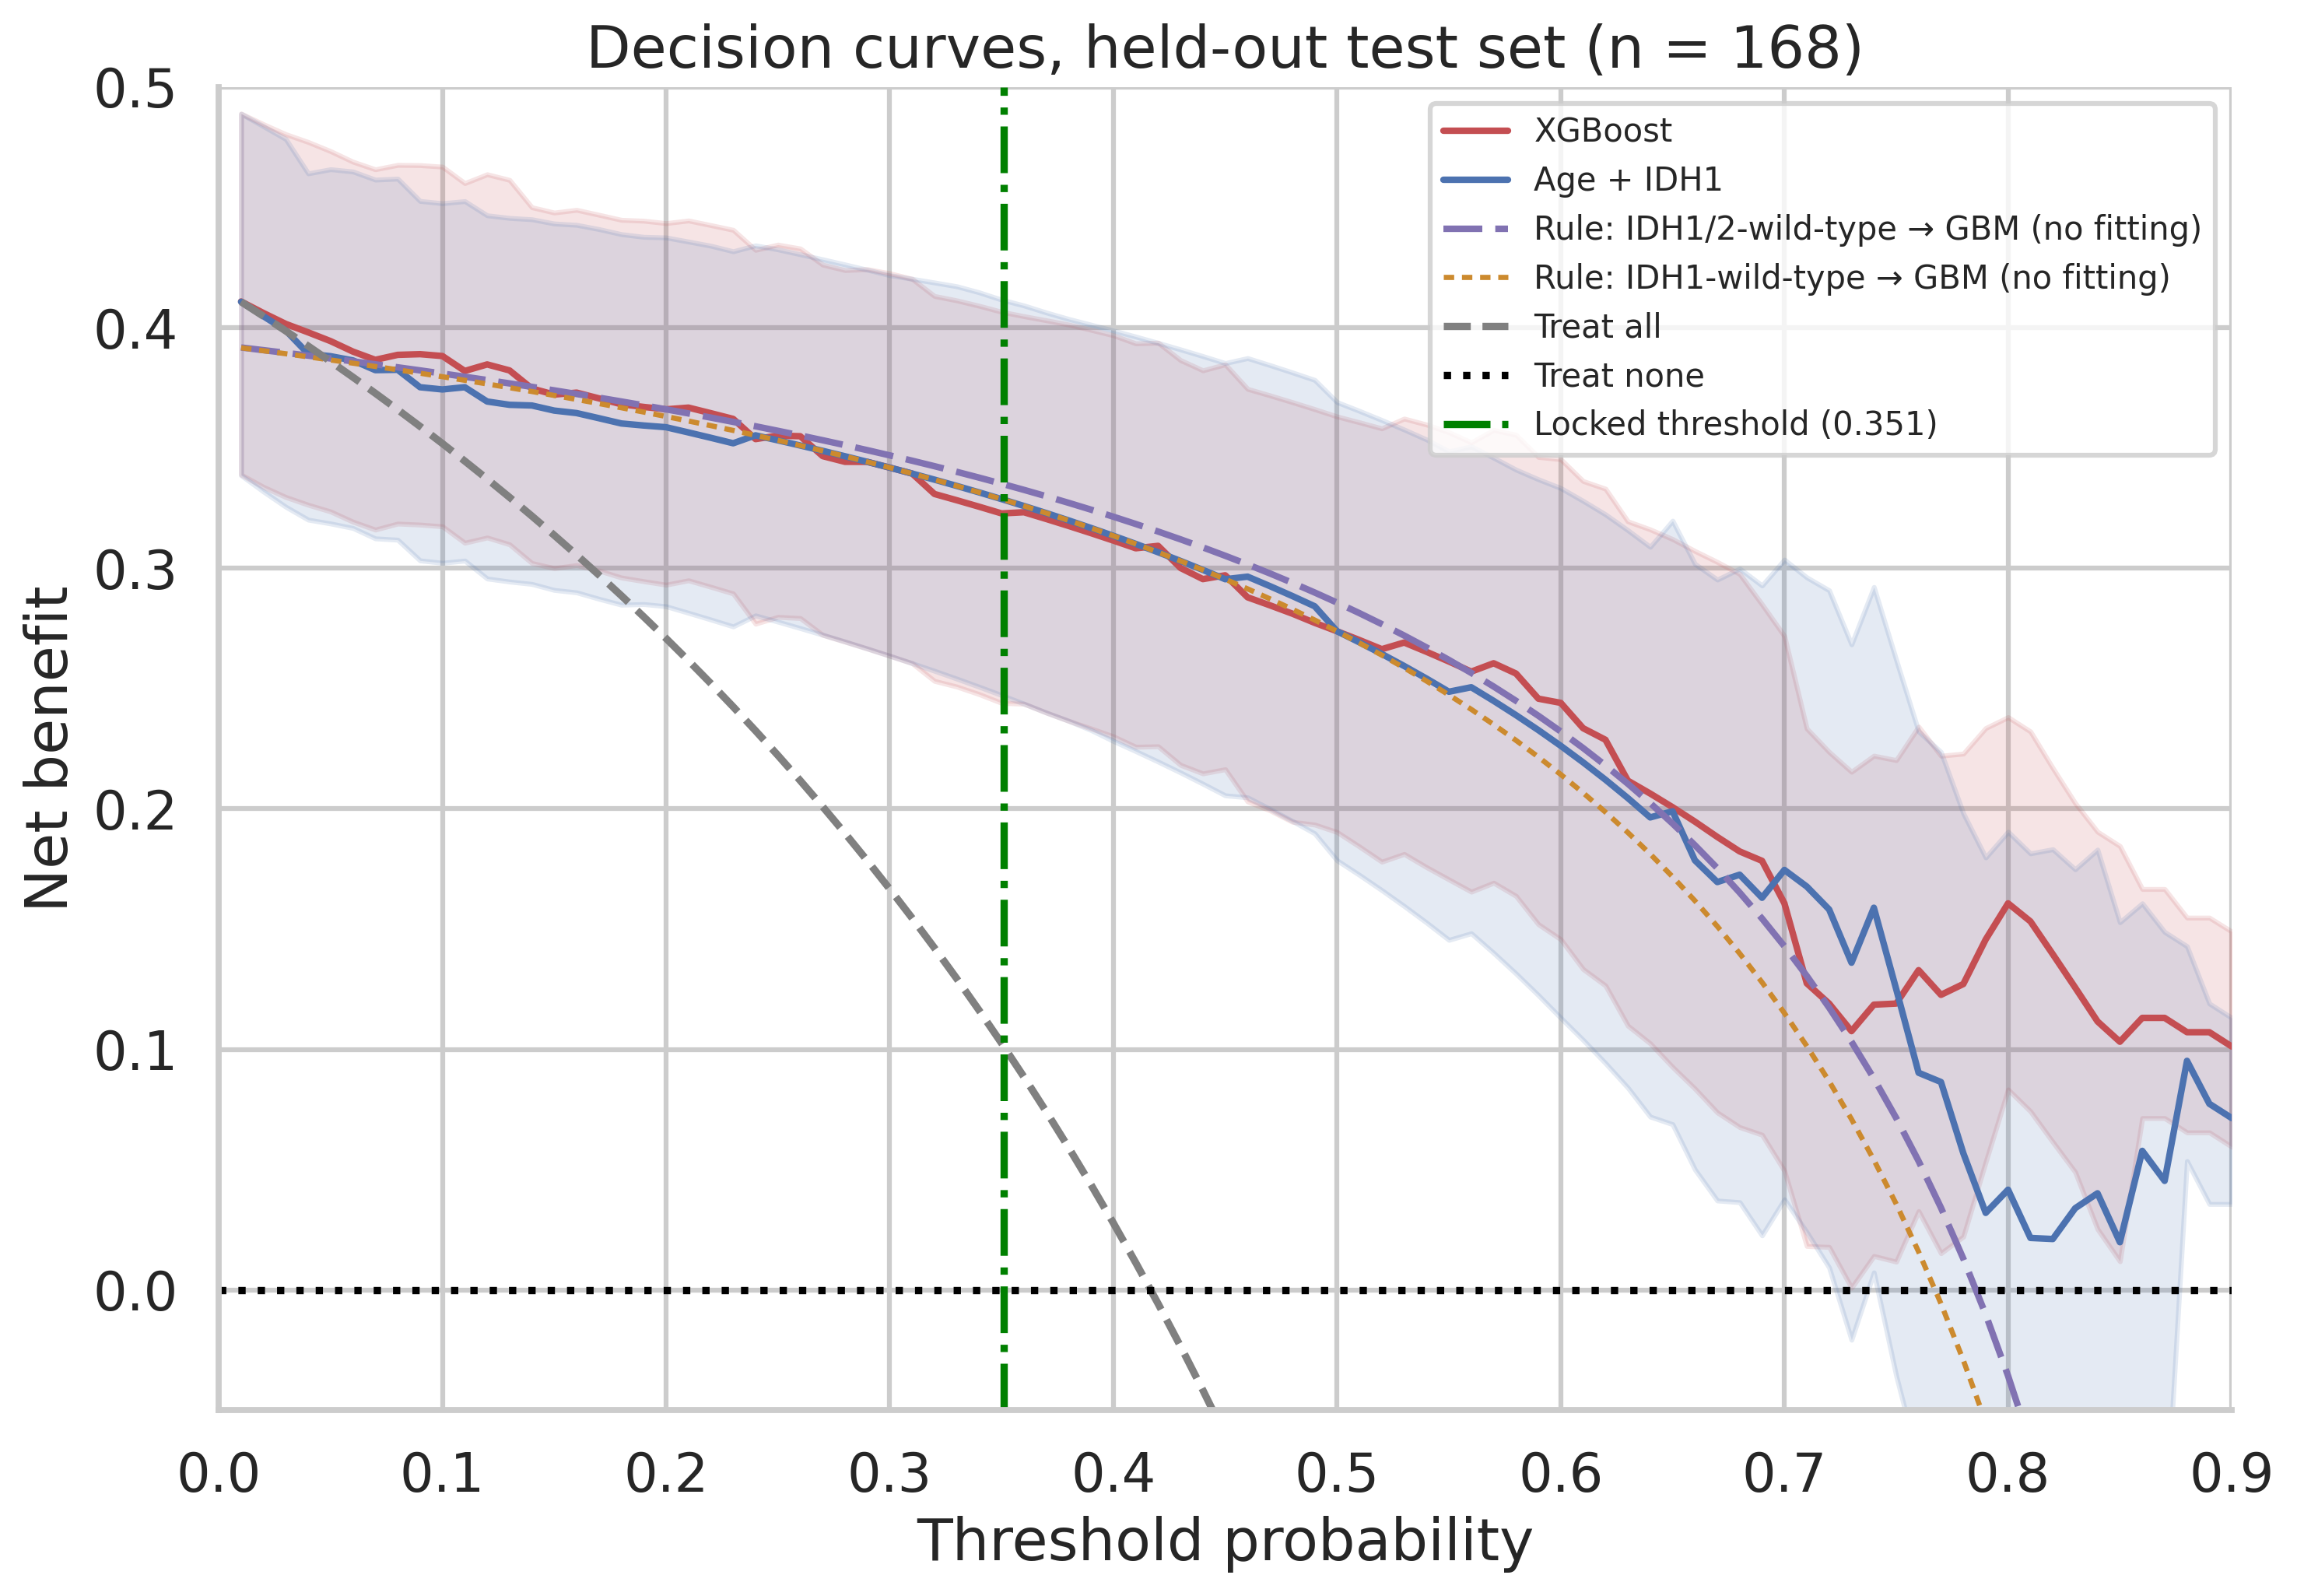 Decision curves, held-out test set (n = 168)
0.5
0.4
0.3
0.2
0.1
0.0
Net benefit
XGBoost
Age + IDH1
Rule: IDH1/2-wild-type → GBM (no fitting)
Rule: IDH1-wild-type → GBM (no fitting)
Treat all
Treat none
Locked threshold (0.351)
0.0 0.1 0.2 0.3 0.4 0.5 0.6 0.7 0.8 0.9
Threshold probability